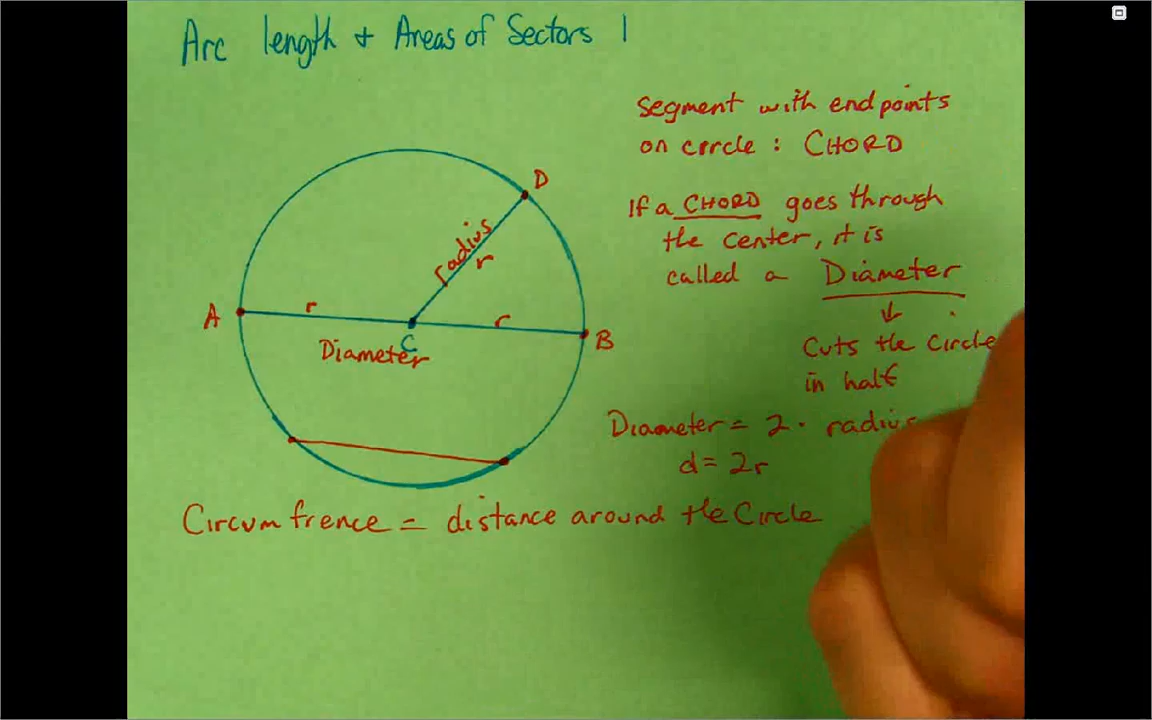 Arc length + Areas of Sectors 1
segment with endpoints
on circle : CHORD
If a CHORD goes through
the center, it is
called a Diameter
Cuts the Circle
in half
Diameter = 2 · radius
d = 2r
D
radius
r
A
r
r
C
B
Diameter
Circumfrence = distance around the Circle